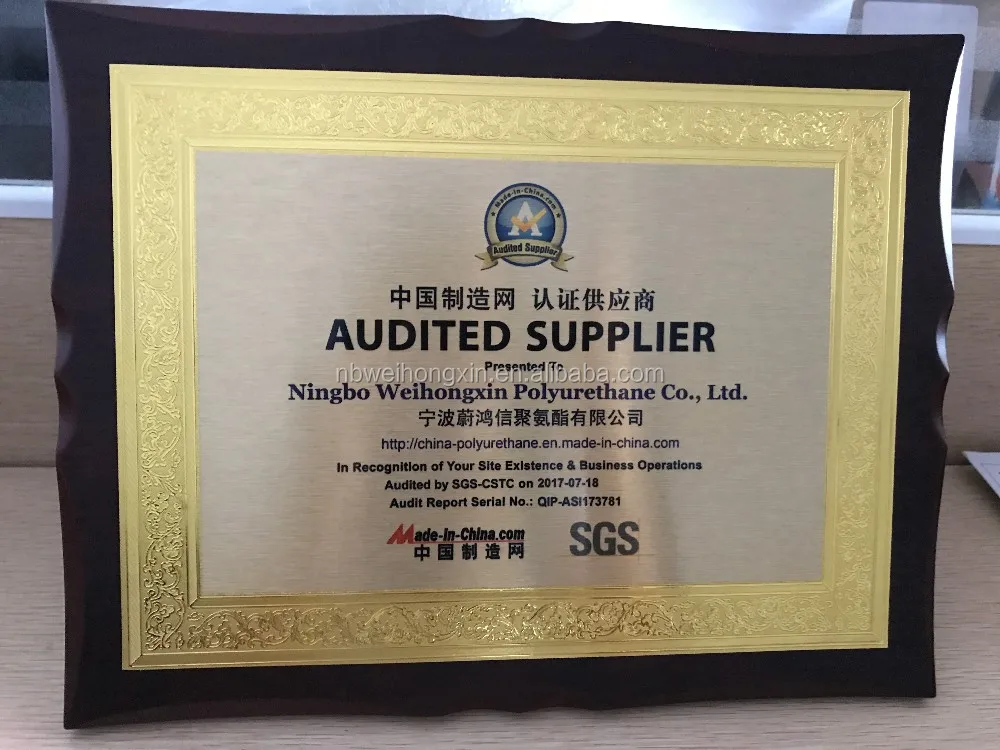 Made-in-China.com
A
Audited Supplier
中国制造网 认证供应商
AUDITED SUPPLIER
Presented To
nbweihongxin.en.alibaba.com
Ningbo Weihongxin Polyurethane Co., Ltd.
宁波蔚鸿信聚氨酯有限公司
http://china-polyurethane.en.made-in-china.com
In Recognition of Your Site Existence & Business Operations
Audited by SGS-CSTC on 2017-07-18
Audit Report Serial No.: QIP-ASI173781
Made-in-China.com
中国制造网
SGS